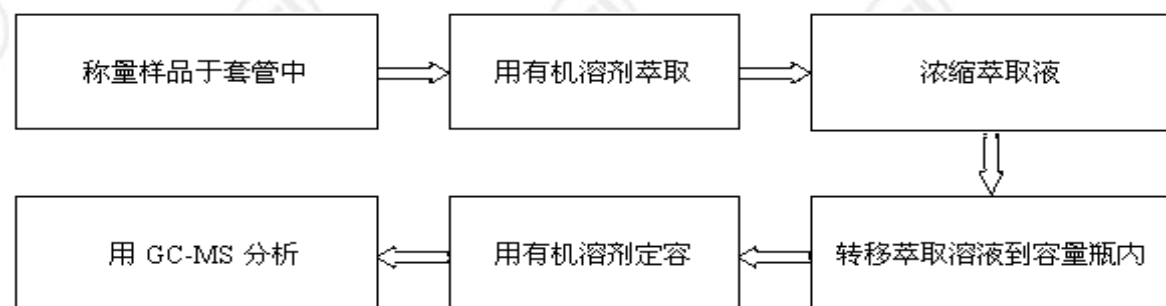 称量样品于套管中
用有机溶剂萃取
浓缩萃取液
转移萃取溶液到容量瓶内
用有机溶剂定容
用 GC-MS 分析